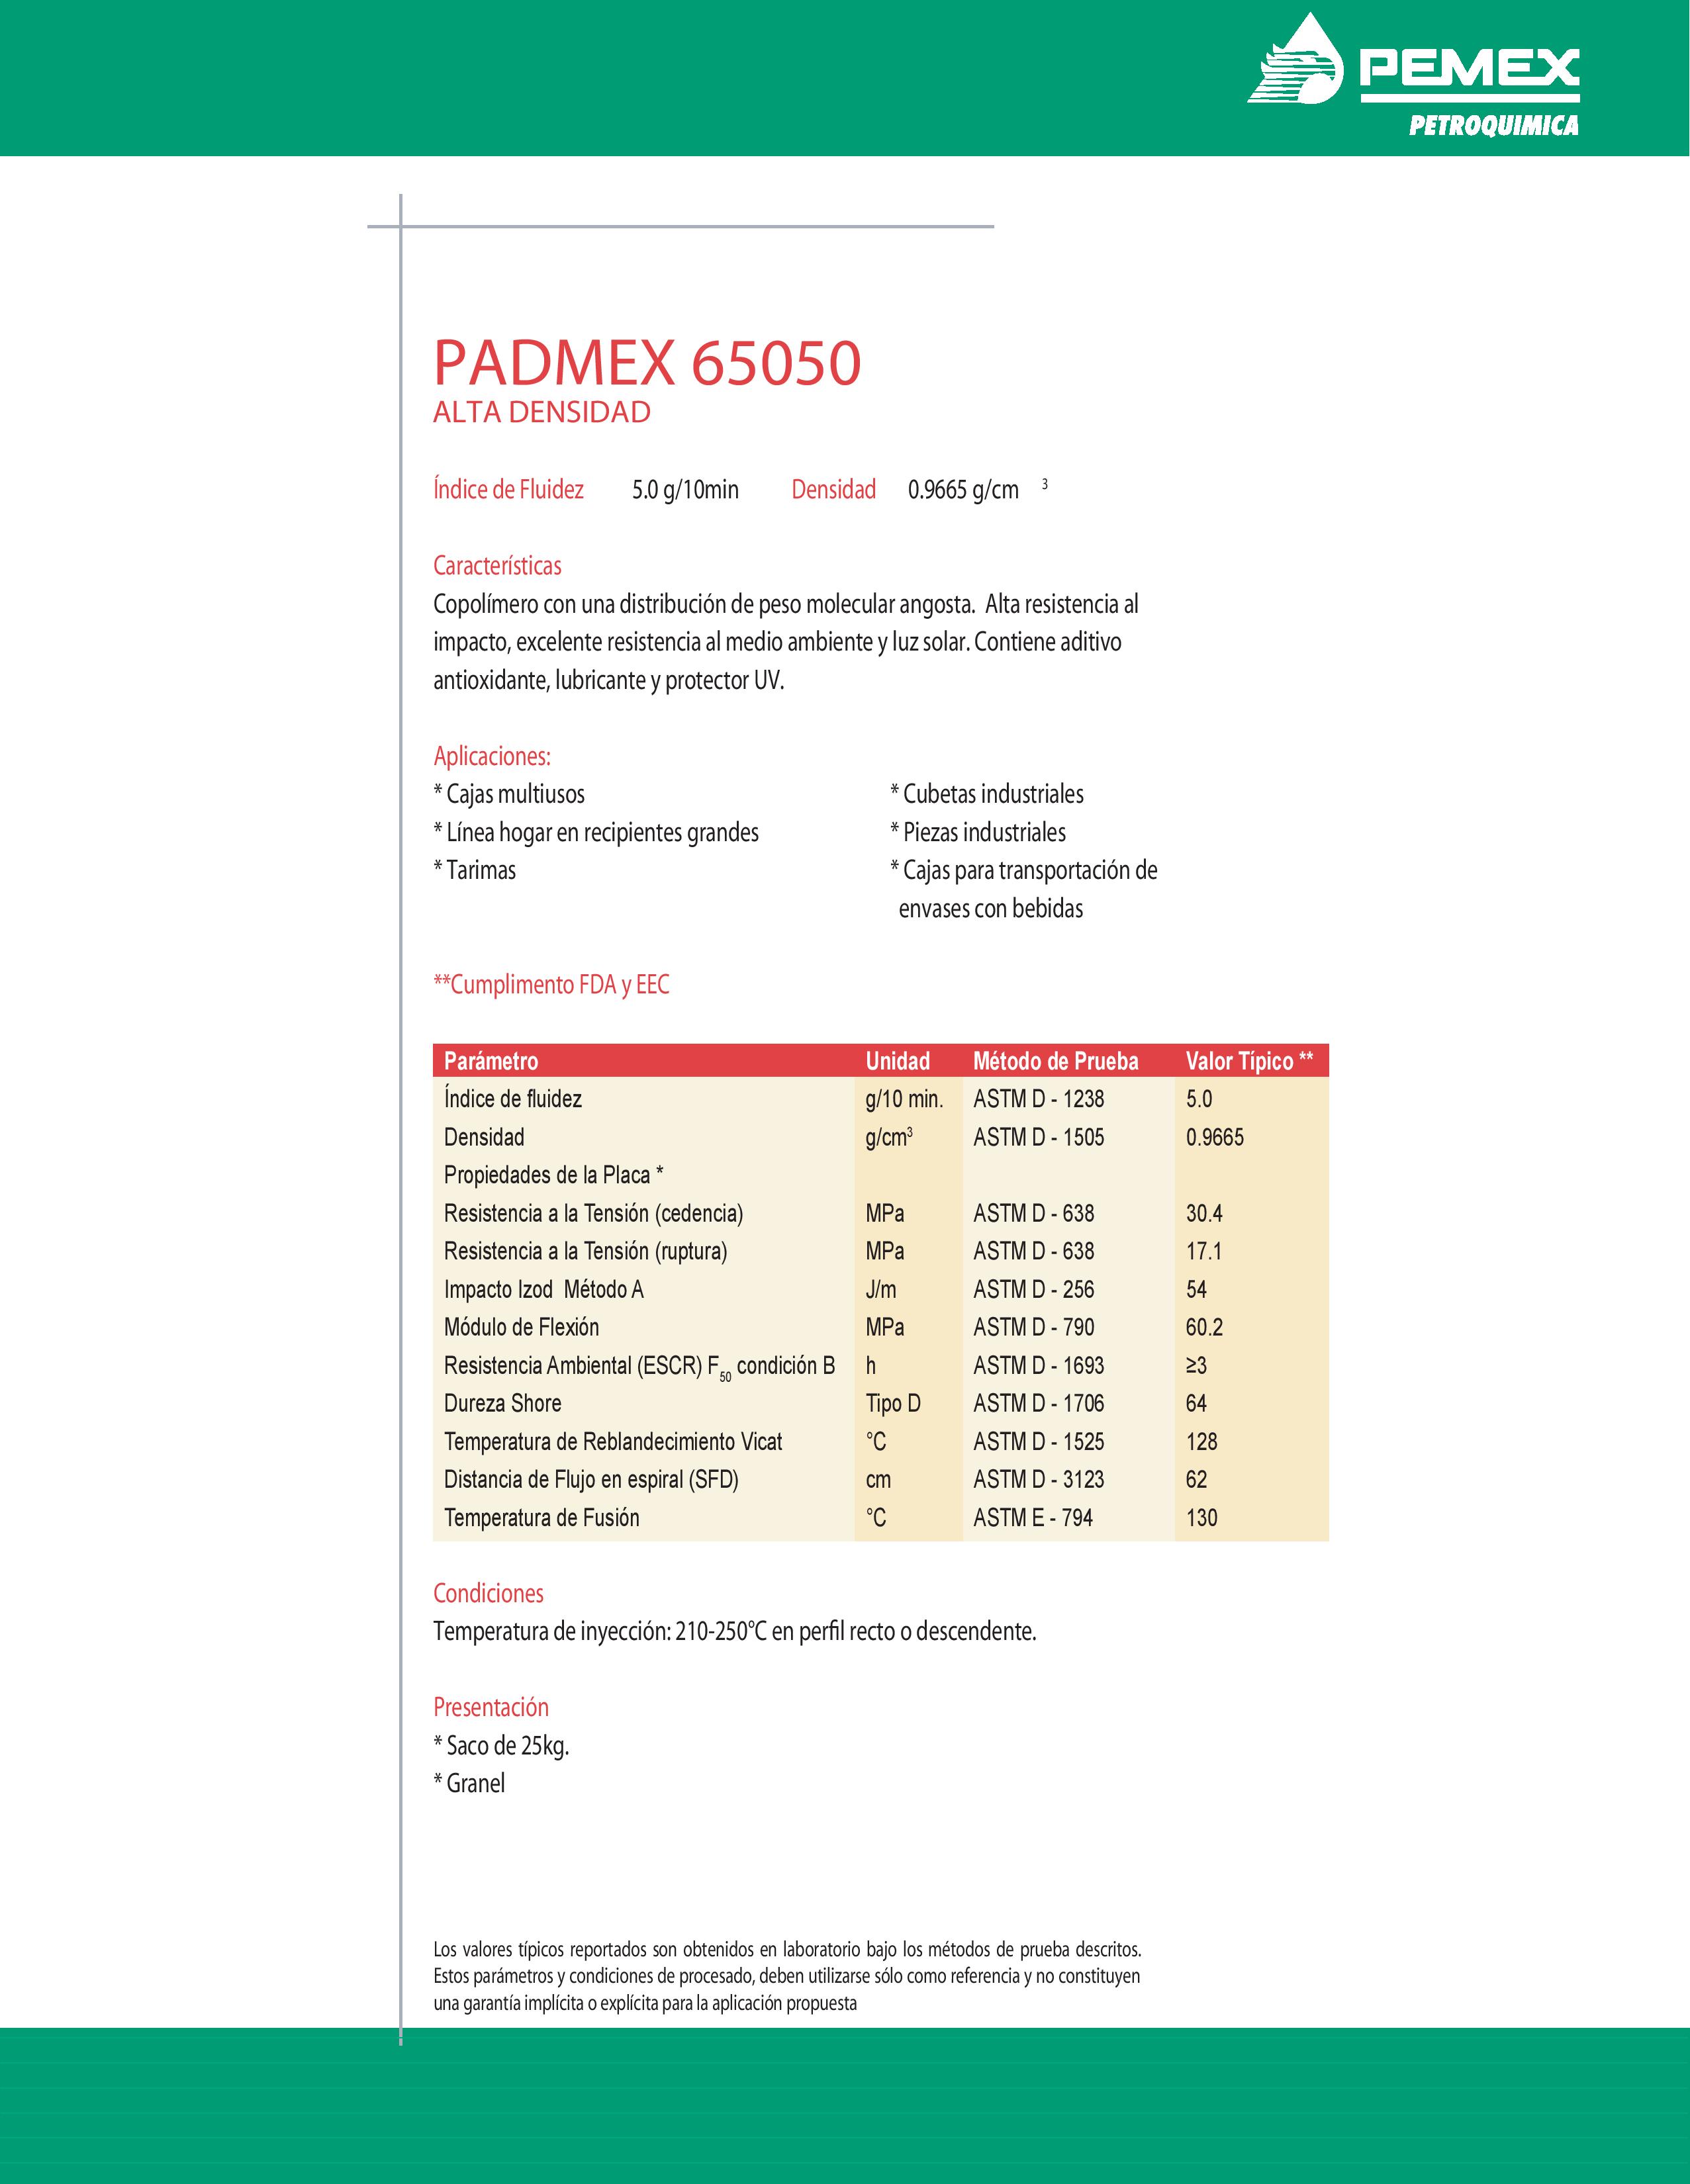 PEMEX
PETROQUIMICA
PADMEX 65050
ALTA DENSIDAD
Índice de Fluidez 5.0 g/10min Densidad 0.9665 g/cm ³
Características
Copolímero con una distribución de peso molecular angosta. Alta resistencia al
impacto, excelente resistencia al medio ambiente y luz solar. Contiene aditivo
antioxidante, lubricante y protector UV.
Aplicaciones:
* Cajas multiusos * Cubetas industriales
* Línea hogar en recipientes grandes * Piezas industriales
* Tarimas * Cajas para transportación de
envases con bebidas
**Cumplimento FDA y EEC
Parámetro Unidad Método de Prueba Valor Típico **
Índice de fluidez g/10 min. ASTM D - 1238 5.0
Densidad g/cm³ ASTM D - 1505 0.9665
Propiedades de la Placa *
Resistencia a la Tensión (cedencia) MPa ASTM D - 638 30.4
Resistencia a la Tensión (ruptura) MPa ASTM D - 638 17.1
Impacto Izod Método A J/m ASTM D - 256 54
Módulo de Flexión MPa ASTM D - 790 60.2
Resistencia Ambiental (ESCR) F₅₀ condición B h ASTM D - 1693 ≥3
Dureza Shore Tipo D ASTM D - 1706 64
Temperatura de Reblandecimiento Vicat °C ASTM D - 1525 128
Distancia de Flujo en espiral (SFD) cm ASTM D - 3123 62
Temperatura de Fusión °C ASTM E - 794 130
Condiciones
Temperatura de inyección: 210-250°C en perfil recto o descendente.
Presentación
* Saco de 25kg.
* Granel
Los valores típicos reportados son obtenidos en laboratorio bajo los métodos de prueba descritos.
Estos parámetros y condiciones de procesado, deben utilizarse sólo como referencia y no constituyen
una garantía implícita o explícita para la aplicación propuesta